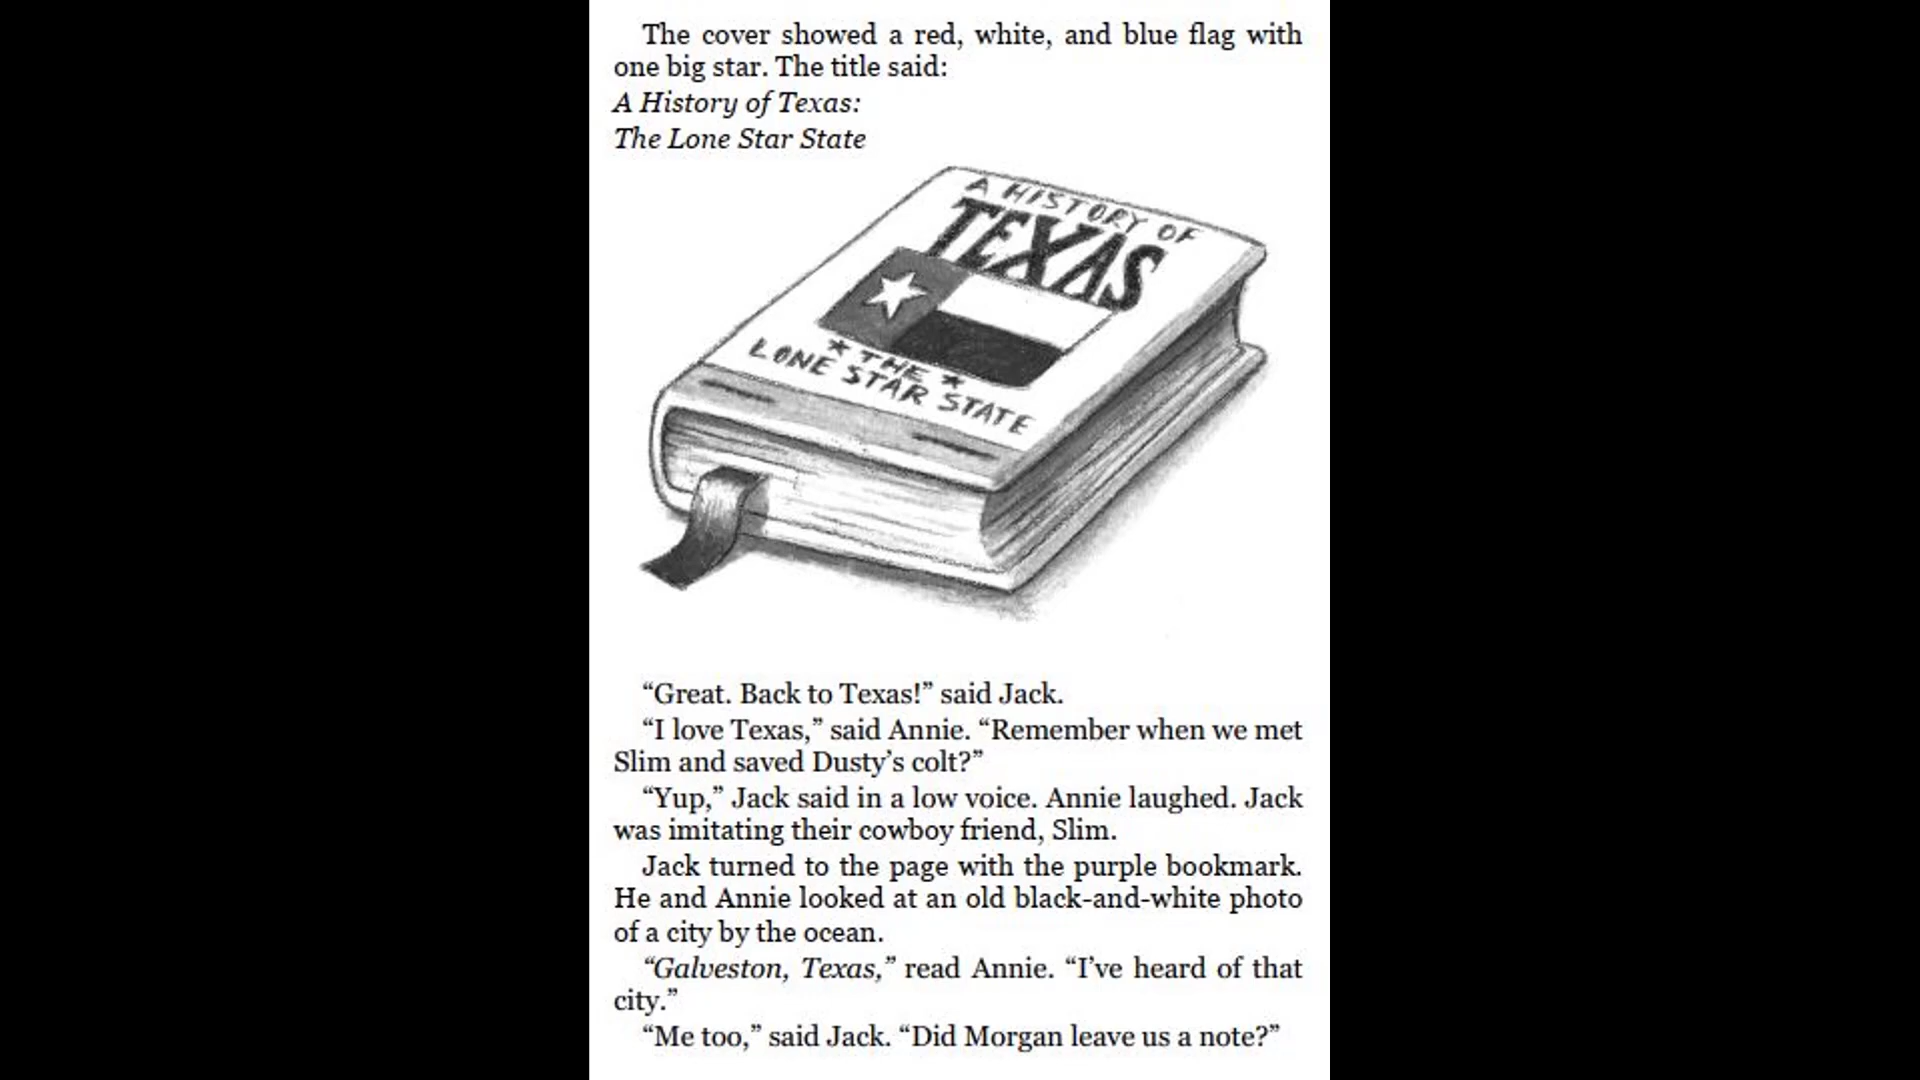 The cover showed a red, white, and blue flag with
one big star. The title said:
A History of Texas:
The Lone Star State
A HISTORY OF
TEXAS
★ THE ★
LONE STAR STATE
“Great. Back to Texas!” said Jack.
“I love Texas,” said Annie. “Remember when we met
Slim and saved Dusty’s colt?”
“Yup,” Jack said in a low voice. Annie laughed. Jack
was imitating their cowboy friend, Slim.
Jack turned to the page with the purple bookmark.
He and Annie looked at an old black-and-white photo
of a city by the ocean.
“Galveston, Texas,” read Annie. “I’ve heard of that
city.”
“Me too,” said Jack. “Did Morgan leave us a note?”